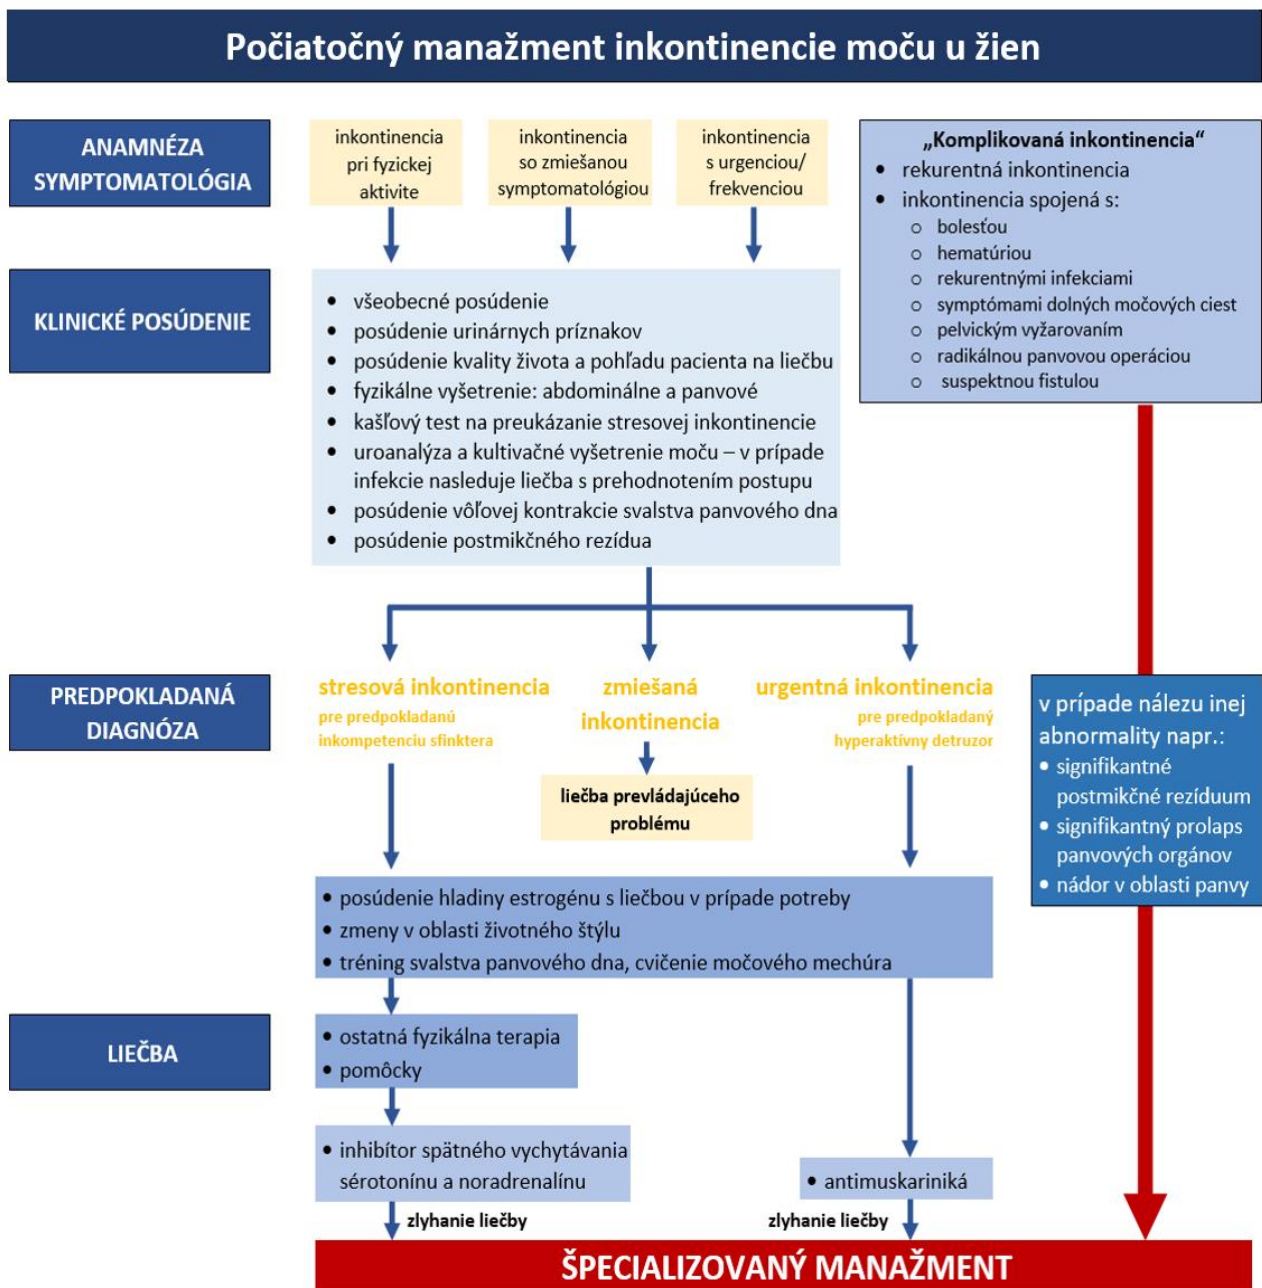 Počiatočný manažment inkontinencie moču u žien
ANAMNÉZA
SYMPTOMATOLÓGIA
inkontinencia
pri fyzickej
aktivite
inkontinencia
so zmiešanou
symptomatológiou
inkontinencia
s urgenciou/
frekvenciou
„Komplikovaná inkontinencia“
• rekurentná inkontinencia
• inkontinencia spojená s:
o bolesťou
o hematúriou
o rekurentnými infekciami
o symptómami dolných močových ciest
o pelvickým vyžarovaním
o radikálnou panvovou operáciou
o suspektnou fistulou
KLINICKÉ POSÚDENIE
• všeobecné posúdenie
• posúdenie urinárnych príznakov
• posúdenie kvality života a pohľadu pacienta na liečbu
• fyzikálne vyšetrenie: abdominálne a panvové
• kašľový test na preukázanie stresovej inkontinencie
• uroanalýza a kultivačné vyšetrenie moču – v prípade
infekcie nasleduje liečba s prehodnotením postupu
• posúdenie vôľovej kontrakcie svalstva panvového dna
• posúdenie postmikčného rezídua
PREDPOKLADANÁ
DIAGNÓZA
stresová inkontinencia
pre predpokladanú
inkompetenciu sfinktera
zmiešaná
inkontinencia
urgentná inkontinencia
pre predpokladaný
hyperaktívny detruzor
liečba prevládajúceho
problému
v prípade nálezu inej
abnormality napr.:
• signifikantné
postmikčné rezíduum
• signifikantný prolaps
panvových orgánov
• nádor v oblasti panvy
• posúdenie hladiny estrogénu s liečbou v prípade potreby
• zmeny v oblasti životného štýlu
• tréning svalstva panvového dna, cvičenie močového mechúra
LIEČBA
• ostatná fyzikálna terapia
• pomôcky
• inhibítor spätného vychytávania
sérotonínu a noradrenalínu
• antimuskariniká
zlyhanie liečby
zlyhanie liečby
ŠPECIALIZOVANÝ MANAŽMENT